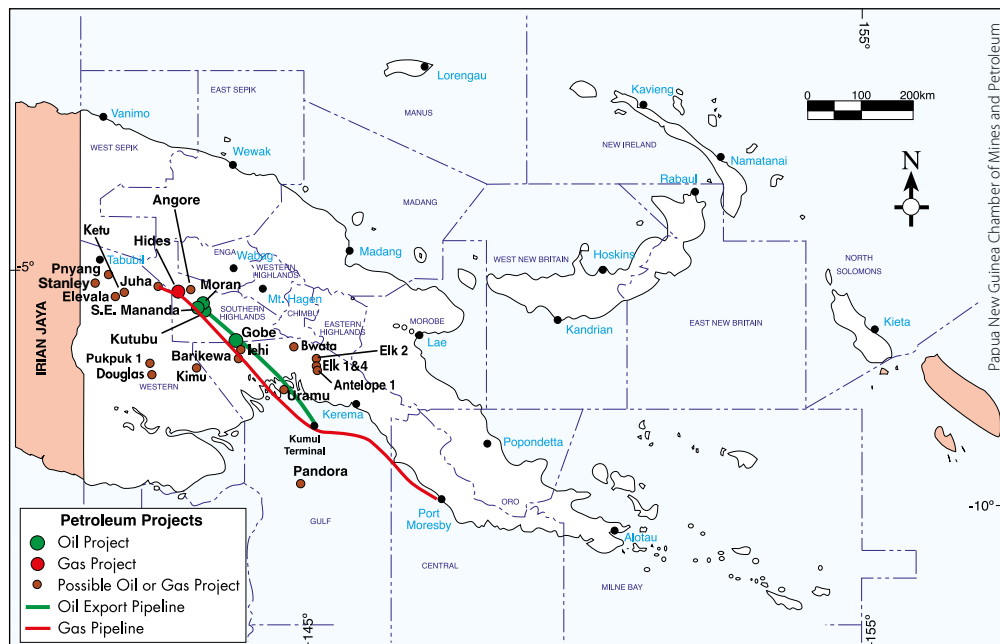 155°
Papua New Guinea Chamber of Mines and Petroleum
Lorengau
Kavieng
0 100 200km
EAST SEPIK
MANUS
Vanimo
WEST SEPIK
NEW IRELAND
Wewak
Namatanai
N
Rabaul
Angore
MADANG
Ketu
Hides
Madang
ENGA
Wabag
WEST NEW BRITAIN
NORTH
SOLOMONS
Tabubil
-5°
Pnyang
WESTERN
HIGHLANDS
Hoskins
Stanley
Juha
Moran
Mt. Hagen
Elevala
S.E. Mananda
SOUTHERN
HIGHLANDS
CHIMBU
Kutubu
EASTERN
HIGHLANDS
MOROBE
Kandrian
EAST NEW BRITAIN
Kieta
Gobe
Lae
IRIAN JAYA
Iehi
Bwata
Elk 2
Pukpuk 1
Barikewa
Elk 1&4
Douglas
Kimu
Antelope 1
WESTERN
Uramu
Kerema
Kumul
Terminal
Popondetta
Pandora
ORO
Port
Moresby
-10°
GULF
Alotau
CENTRAL
MILNE BAY
Petroleum Projects
Oil Project
Gas Project
Possible Oil or Gas Project
Oil Export Pipeline
Gas Pipeline
145°
155°